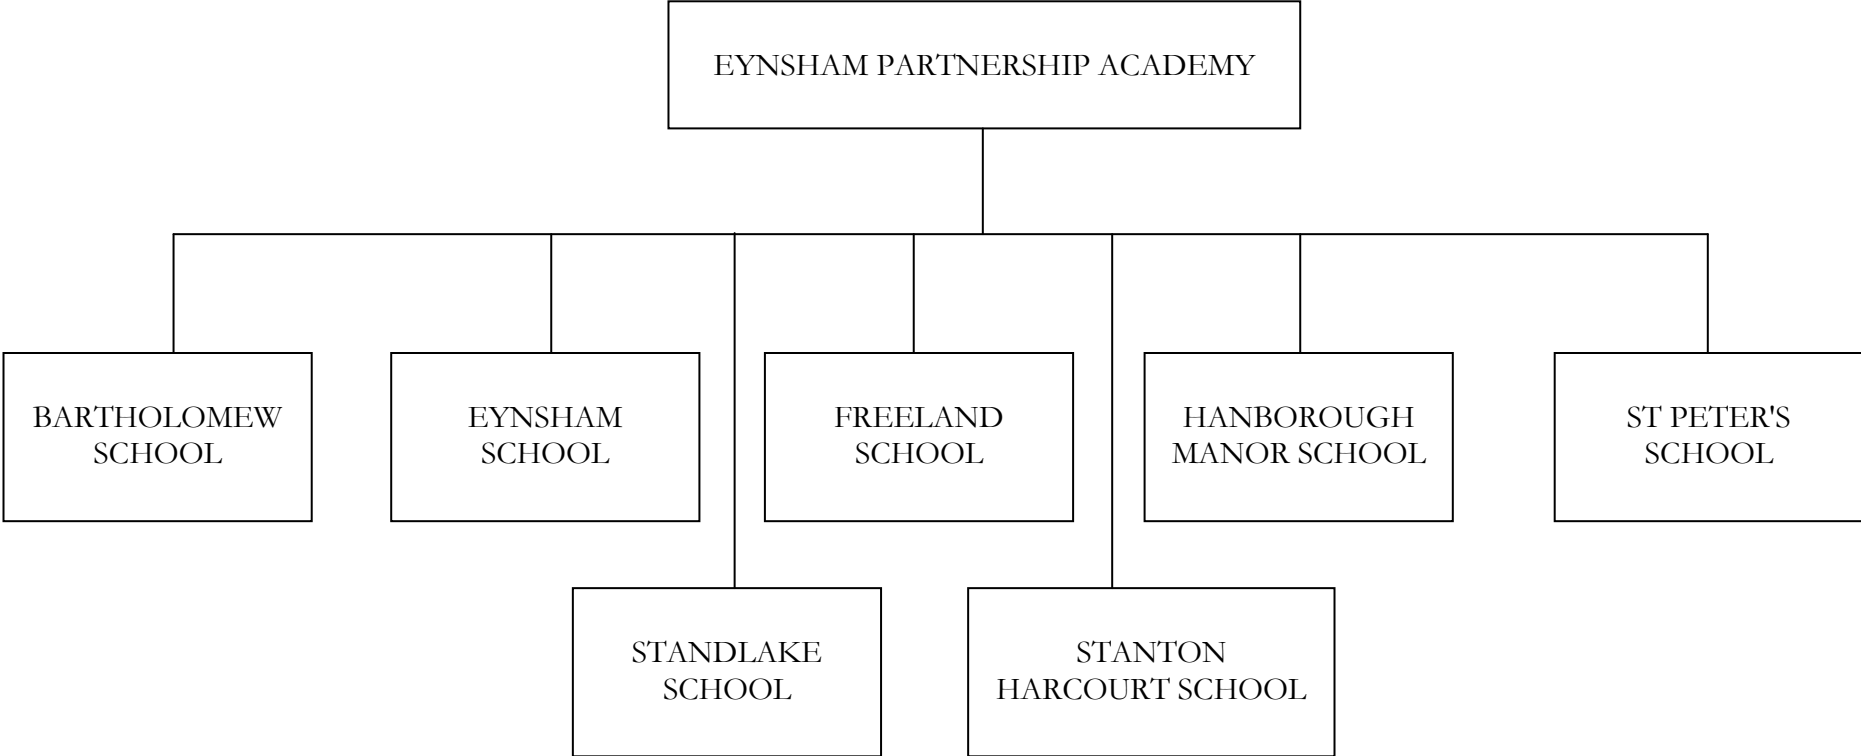 EYNSHAM PARTNERSHIP ACADEMY
BARTHOLOMEW
SCHOOL
EYNSHAM
SCHOOL
FREELAND
SCHOOL
HANBOROUGH
MANOR SCHOOL
ST PETER'S
SCHOOL
STANDLAKE
SCHOOL
STANTON
HARCOURT SCHOOL